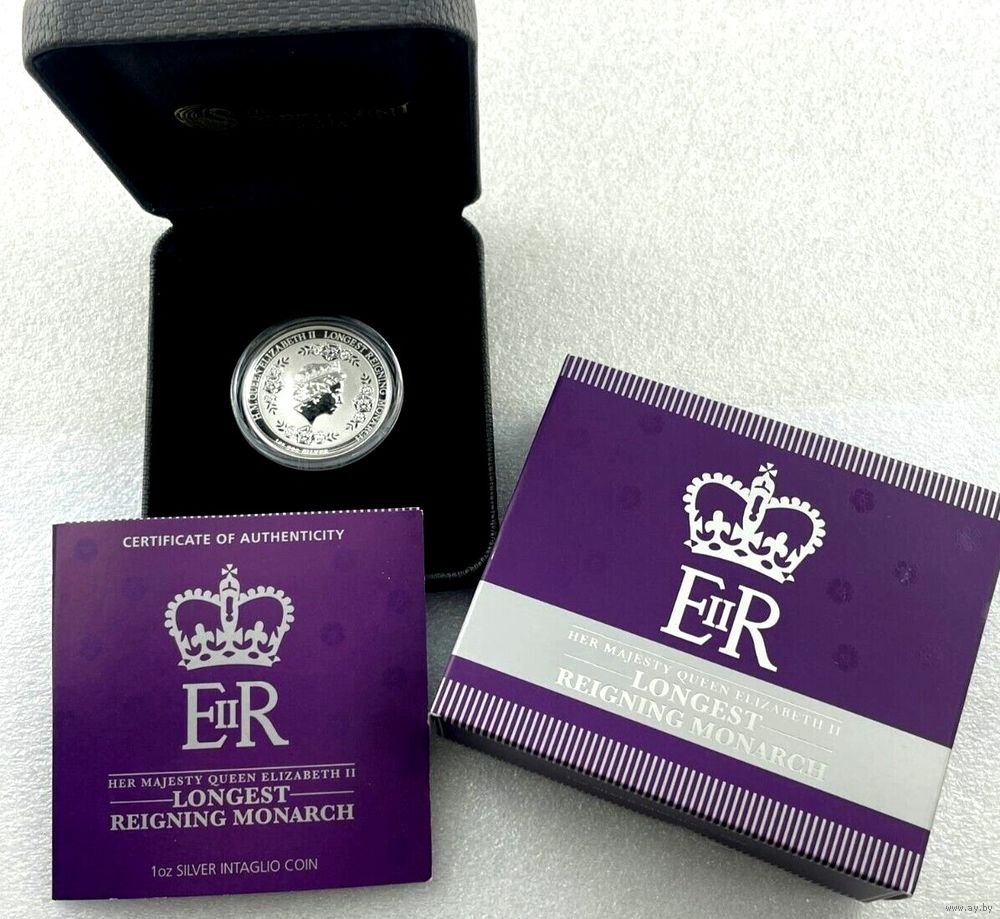 H.M. QUEEN ELIZABETH II LONGEST REIGNING MONARCH
SILVER
CERTIFICATE OF AUTHENTICITY
EIIR
HER MAJESTY QUEEN ELIZABETH II
LONGEST
REIGNING MONARCH
1oz SILVER INTAGLIO COIN
EIIR
HER MAJESTY QUEEN ELIZABETH II
LONGEST
REIGNING MONARCH
www.ay.by